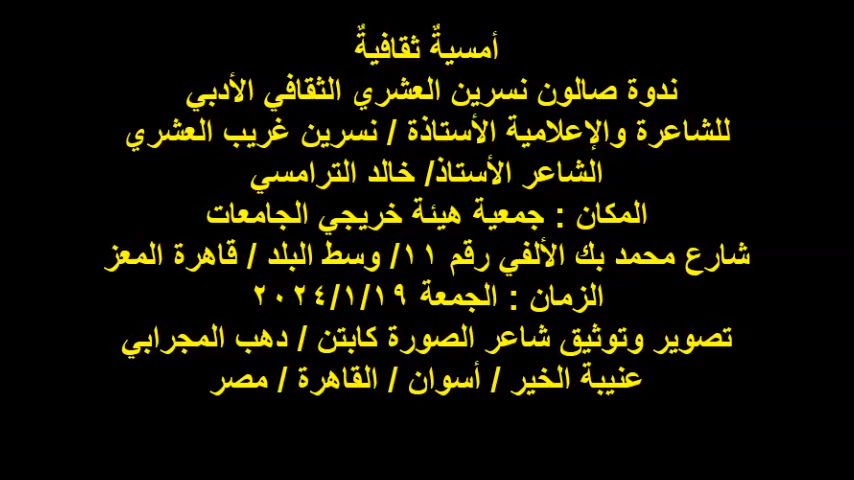 أمسيةٌ ثقافيةٌ
ندوة صالون نسرين العشري الثقافي الأدبي
للشاعرة والإعلامية الأستاذة / نسرين غريب العشري
الشاعر الأستاذ/ خالد الترامسي
المكان : جمعية هيئة خريجي الجامعات
شارع محمد بك الألفي رقم ١١/ وسط البلد / قاهرة المعز
الزمان : الجمعة ٢٠٢٤/١/١٩
تصوير وتوثيق شاعر الصورة كابتن / دهب المجرابي
عنيبة الخير / أسوان / القاهرة / مصر